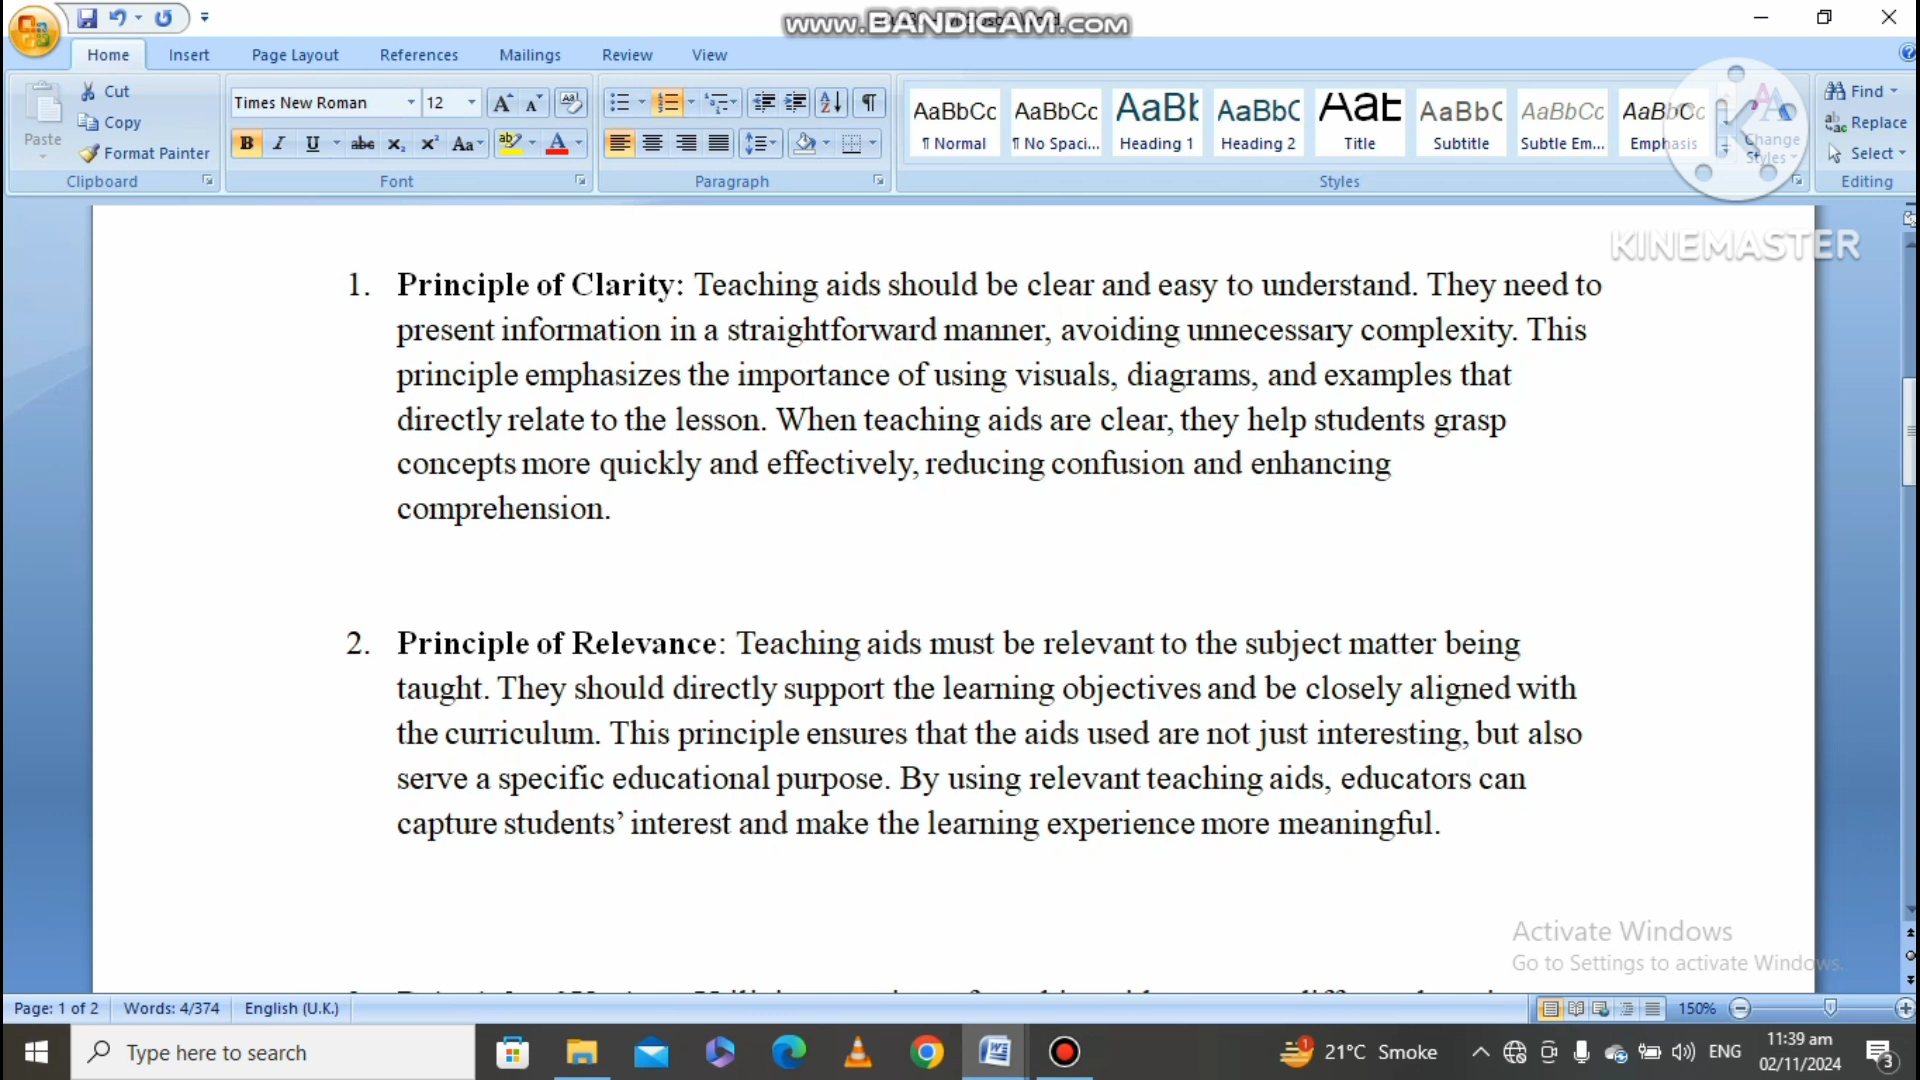 www.BANDICAM.com
Home Insert Page Layout References Mailings Review View
Paste
Cut
Copy
Format Painter
Clipboard
Times New Roman 12
Font
Paragraph
AaBbCc AaBbCc AaBb AaBbC AaB AaBbC AaBbCc AaBbCc
¶ Normal ¶ No Spaci... Heading 1 Heading 2 Title Subtitle Subtle Em... Emphasis
Change
Styles
Styles
Find
Replace
Select
Editing
KINEMASTER
1. Principle of Clarity: Teaching aids should be clear and easy to understand. They need to
present information in a straightforward manner, avoiding unnecessary complexity. This
principle emphasizes the importance of using visuals, diagrams, and examples that
directly relate to the lesson. When teaching aids are clear, they help students grasp
concepts more quickly and effectively, reducing confusion and enhancing
comprehension.
2. Principle of Relevance: Teaching aids must be relevant to the subject matter being
taught. They should directly support the learning objectives and be closely aligned with
the curriculum. This principle ensures that the aids used are not just interesting, but also
serve a specific educational purpose. By using relevant teaching aids, educators can
capture students’ interest and make the learning experience more meaningful.
Activate Windows
Go to Settings to activate Windows.
Page: 1 of 2 Words: 4/374 English (U.K.) 150%
Type here to search
21°C Smoke
ENG
11:39 am
02/11/2024
3